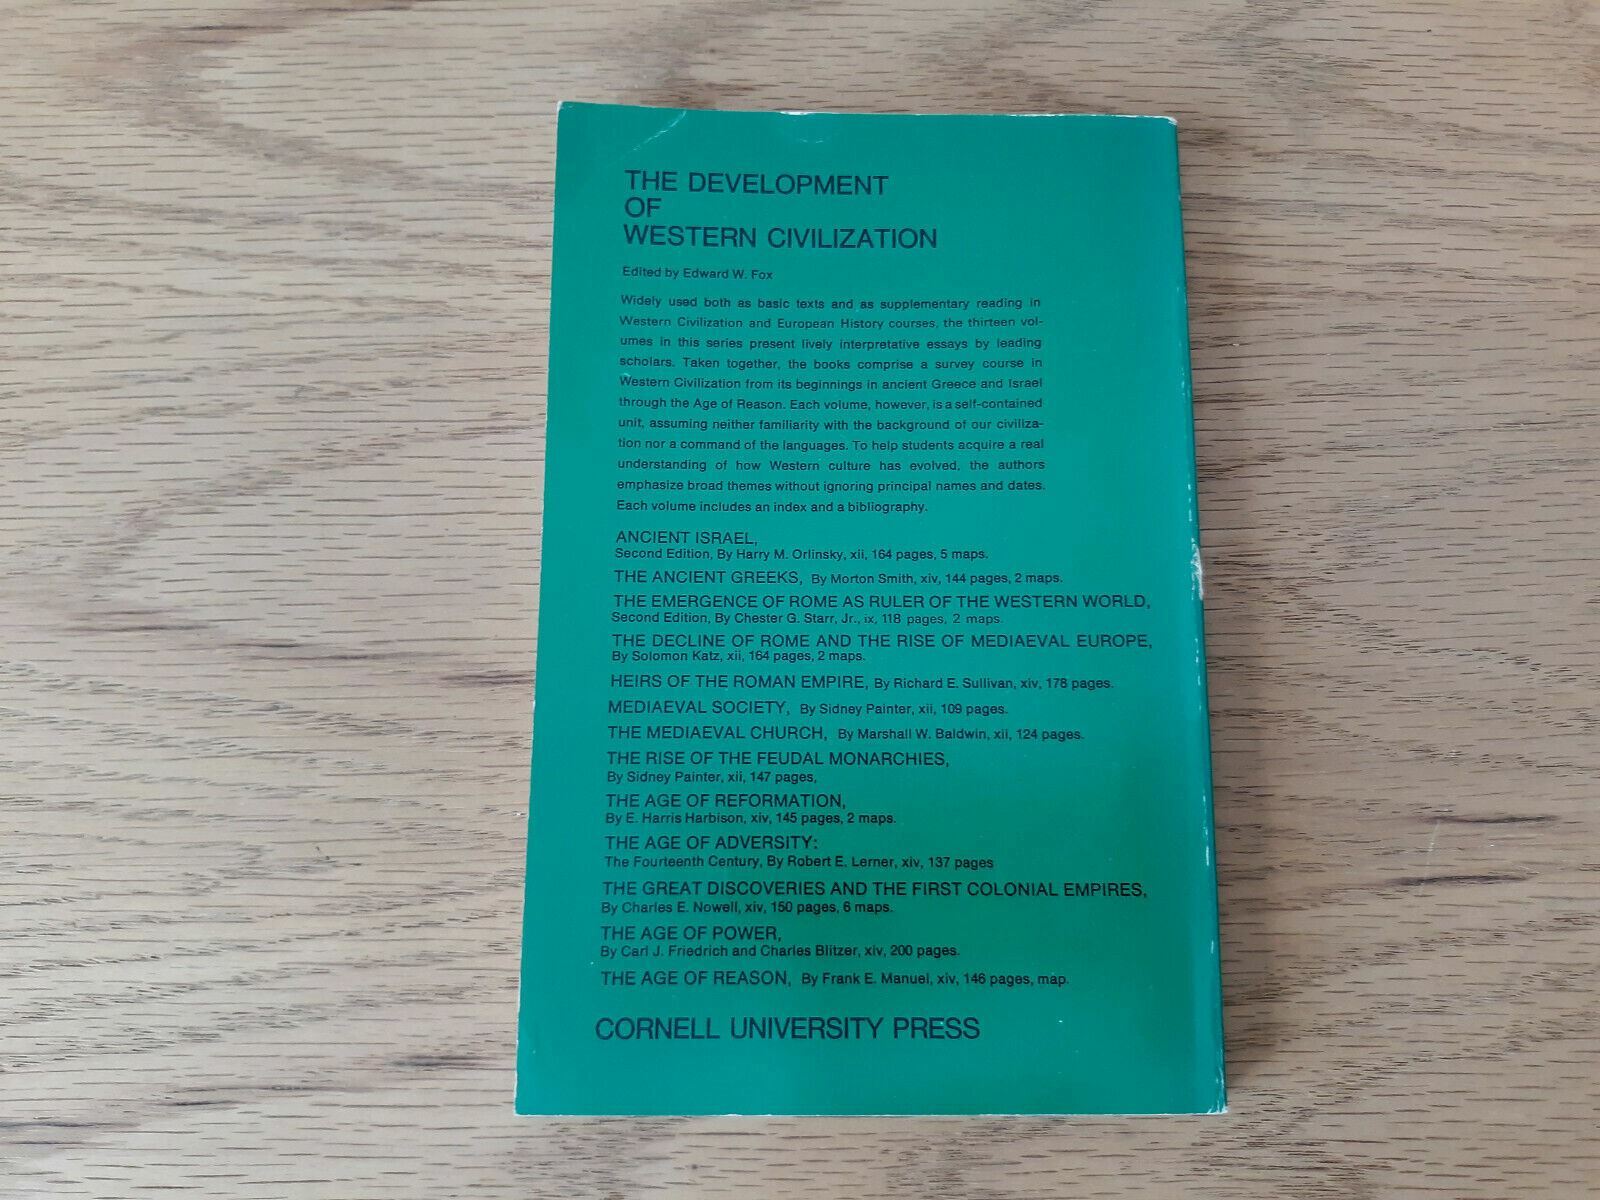 THE DEVELOPMENT
OF
WESTERN CIVILIZATION
Edited by Edward W. Fox
Widely used both as basic texts and as supplementary reading in
Western Civilization and European History courses, the thirteen vol-
umes in this series present lively interpretative essays by leading
scholars. Taken together, the books comprise a survey course in
Western Civilization from its beginnings in ancient Greece and Israel
through the Age of Reason. Each volume, however, is a self-contained
unit, assuming neither familiarity with the background of our civiliza-
tion nor a command of the languages. To help students acquire a real
understanding of how Western culture has evolved, the authors
emphasize broad themes without ignoring principal names and dates.
Each volume includes an index and a bibliography.
ANCIENT ISRAEL,
Second Edition, By Harry M. Orlinsky, xii, 164 pages, 5 maps.
THE ANCIENT GREEKS, By Morton Smith, xiv, 144 pages, 2 maps.
THE EMERGENCE OF ROME AS RULER OF THE WESTERN WORLD,
Second Edition, By Chester G. Starr, Jr., ix, 118 pages, 2 maps.
THE DECLINE OF ROME AND THE RISE OF MEDIAEVAL EUROPE,
By Solomon Katz, xii, 164 pages, 2 maps.
HEIRS OF THE ROMAN EMPIRE, By Richard E. Sullivan, xiv, 178 pages.
MEDIAEVAL SOCIETY, By Sidney Painter, xii, 109 pages.
THE MEDIAEVAL CHURCH, By Marshall W. Baldwin, xii, 124 pages.
THE RISE OF THE FEUDAL MONARCHIES,
By Sidney Painter, xii, 147 pages,
THE AGE OF REFORMATION,
By E. Harris Harbison, xiv, 145 pages, 2 maps.
THE AGE OF ADVERSITY:
The Fourteenth Century, By Robert E. Lerner, xiv, 137 pages
THE GREAT DISCOVERIES AND THE FIRST COLONIAL EMPIRES,
By Charles E. Nowell, xiv, 150 pages, 6 maps.
THE AGE OF POWER,
By Carl J. Friedrich and Charles Blitzer, xiv, 200 pages.
THE AGE OF REASON, By Frank E. Manuel, xiv, 146 pages, map.
CORNELL UNIVERSITY PRESS